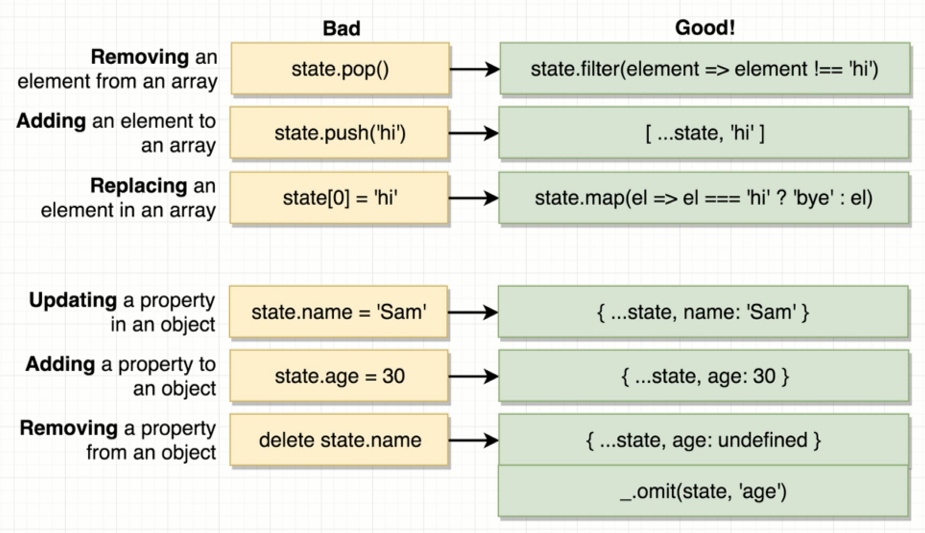 Bad
Good!
Removing an
element from an array
state.pop()
state.filter(element => element !== 'hi')
Adding an element to
an array
state.push('hi')
[ ...state, 'hi' ]
Replacing an
element in an array
state[0] = 'hi'
state.map(el => el === 'hi' ? 'bye' : el)
Updating a property
in an object
state.name = 'Sam'
{ ...state, name: 'Sam' }
Adding a property to
an object
state.age = 30
{ ...state, age: 30 }
Removing a property
from an object
delete state.name
{ ...state, age: undefined }
_.omit(state, 'age')